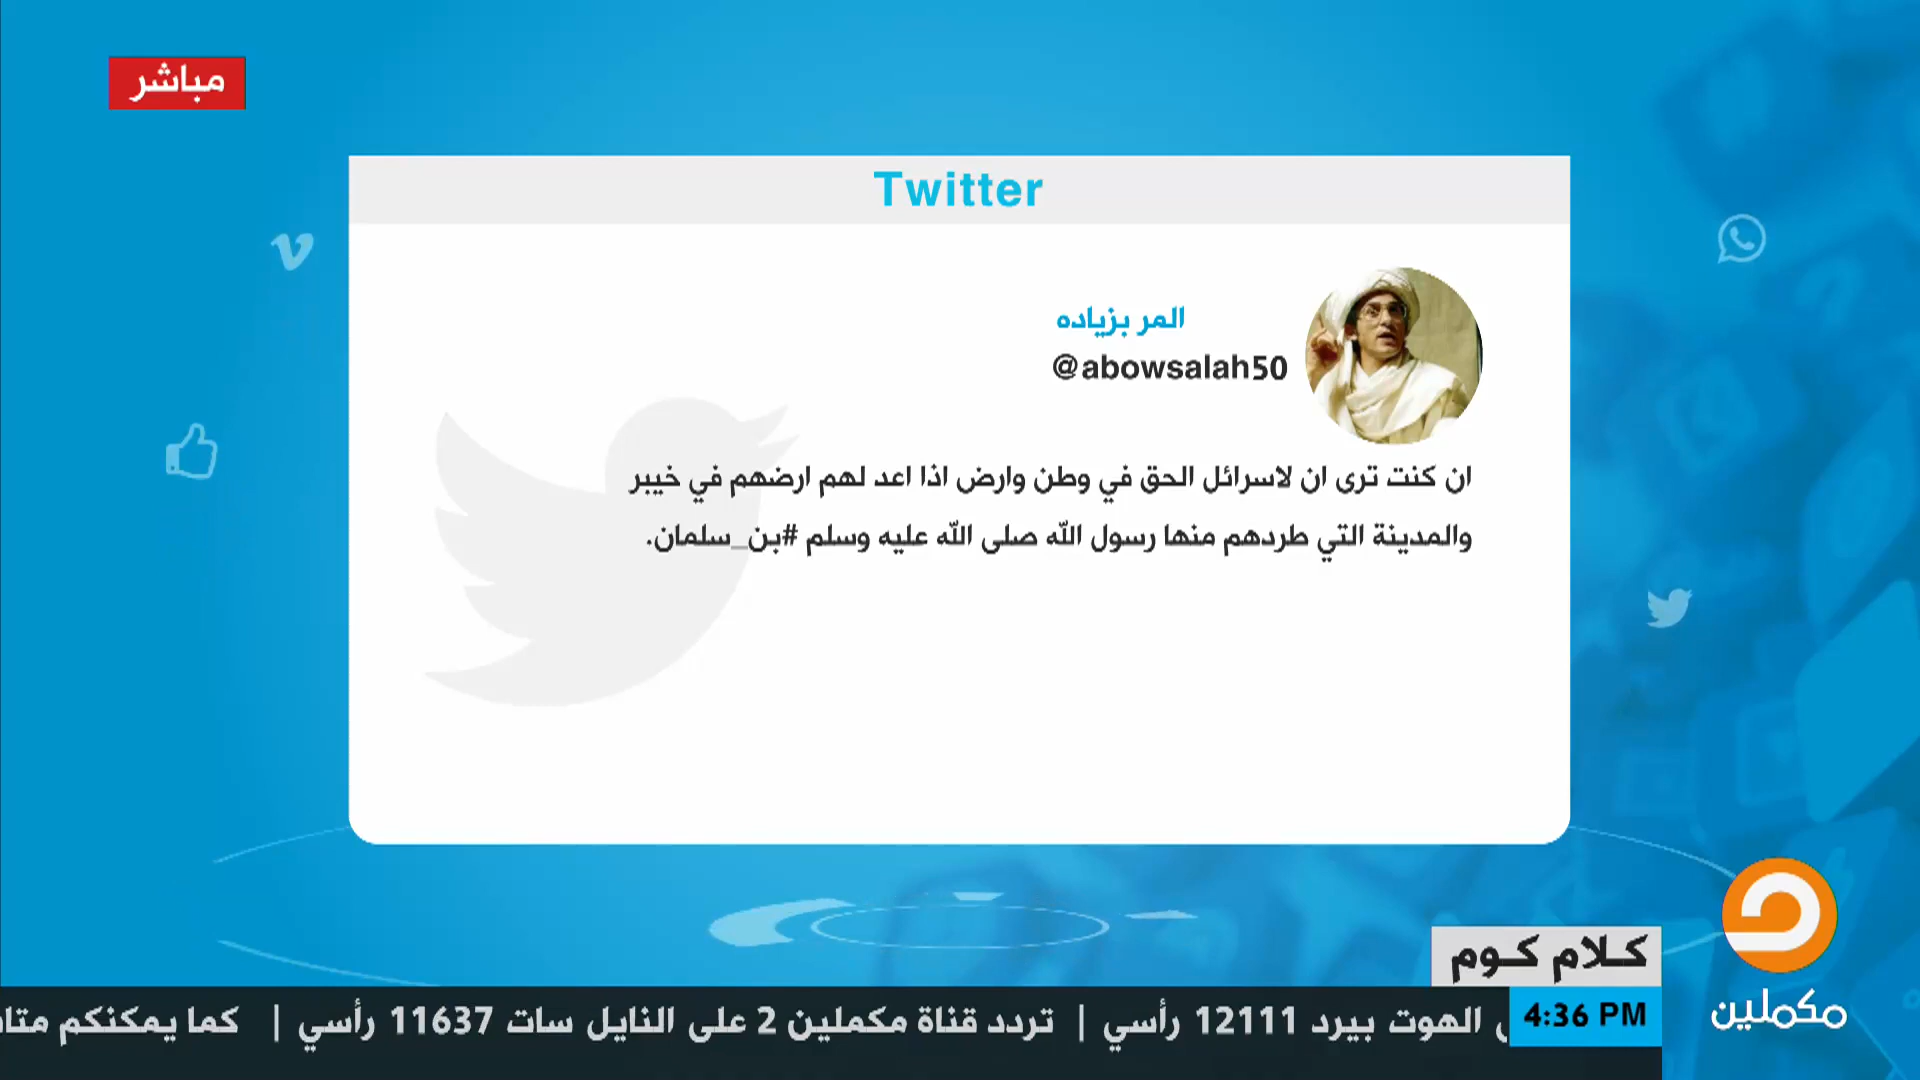 مباشر
Twitter
المر بزياده
@abowsalah50
ان كنت ترى ان لاسرائل الحق في وطن وارض اذا اعد لهم ارضهم في خيبر
والمدينة التي طردهم منها رسول الله صلى الله عليه وسلم #بن_سلمان.
كلام كوم
4:36 PM
الهوت بيرد 12111 رأسي | تردد قناة مكملين 2 على النايل سات 11637 رأسي | كما يمكنكم
مكملين